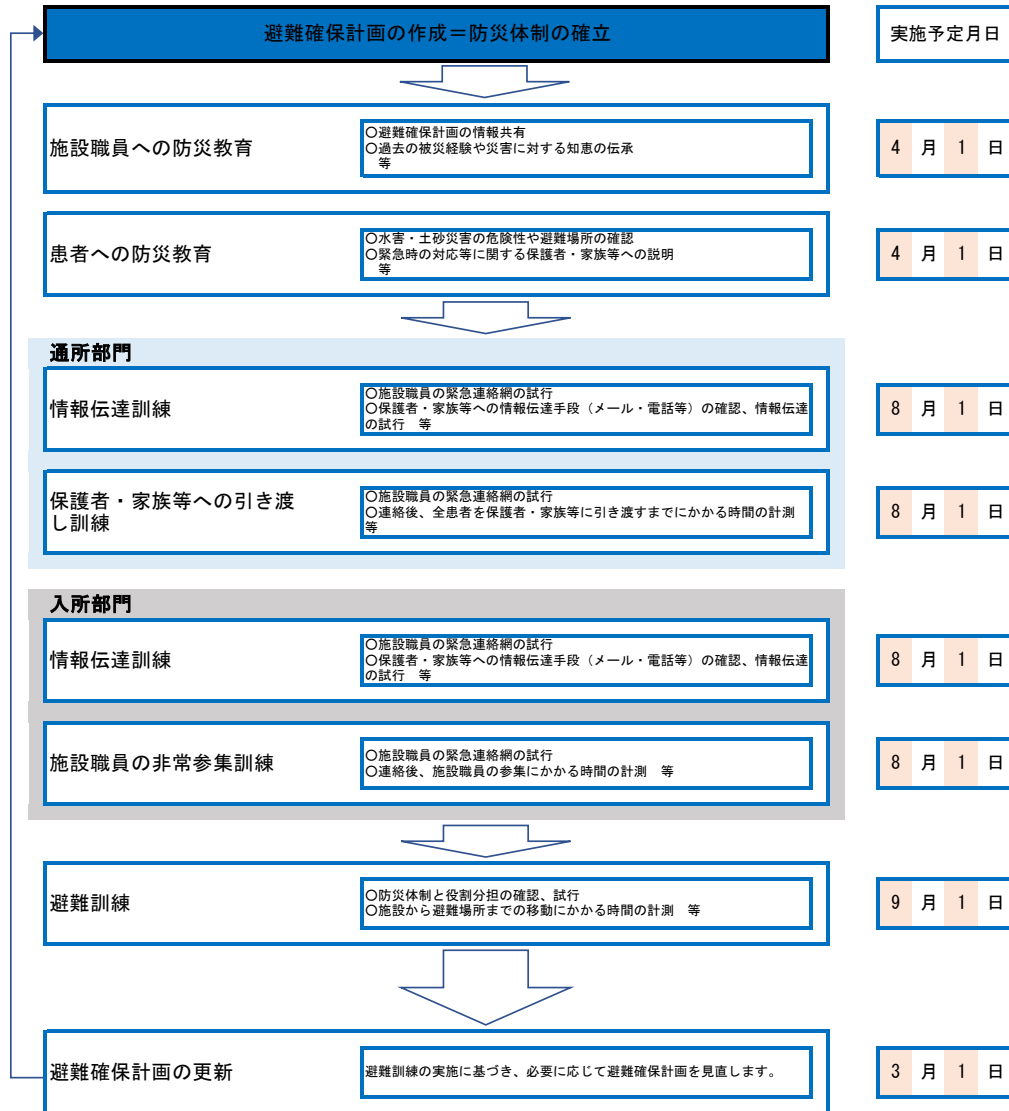 避難確保計画の作成＝防災体制の確立
実施予定月日
施設職員への防災教育
〇避難確保計画の情報共有
〇過去の被災経験や災害に対する知恵の伝承
等
4 月 1 日
患者への防災教育
〇水害・土砂災害の危険性や避難場所の確認
〇緊急時の対応等に関する保護者・家族等への説明
等
4 月 1 日
通所部門
情報伝達訓練
〇施設職員の緊急連絡網の試行
〇保護者・家族等への情報伝達手段（メール・電話等）の確認、情報伝達
の試行　等
8 月 1 日
保護者・家族等への引き渡
し訓練
〇施設職員の緊急連絡網の試行
〇連絡後、全患者を保護者・家族等に引き渡すまでにかかる時間の計測
等
8 月 1 日
入所部門
情報伝達訓練
〇施設職員の緊急連絡網の試行
〇保護者・家族等への情報伝達手段（メール・電話等）の確認、情報伝達
の試行　等
8 月 1 日
施設職員の非常参集訓練
〇施設職員の緊急連絡網の試行
〇連絡後、施設職員の参集にかかる時間の計測　等
8 月 1 日
避難訓練
〇防災体制と役割分担の確認、試行
〇施設から避難場所までの移動にかかる時間の計測　等
9 月 1 日
避難確保計画の更新
避難訓練の実施に基づき、必要に応じて避難確保計画を見直します。
3 月 1 日